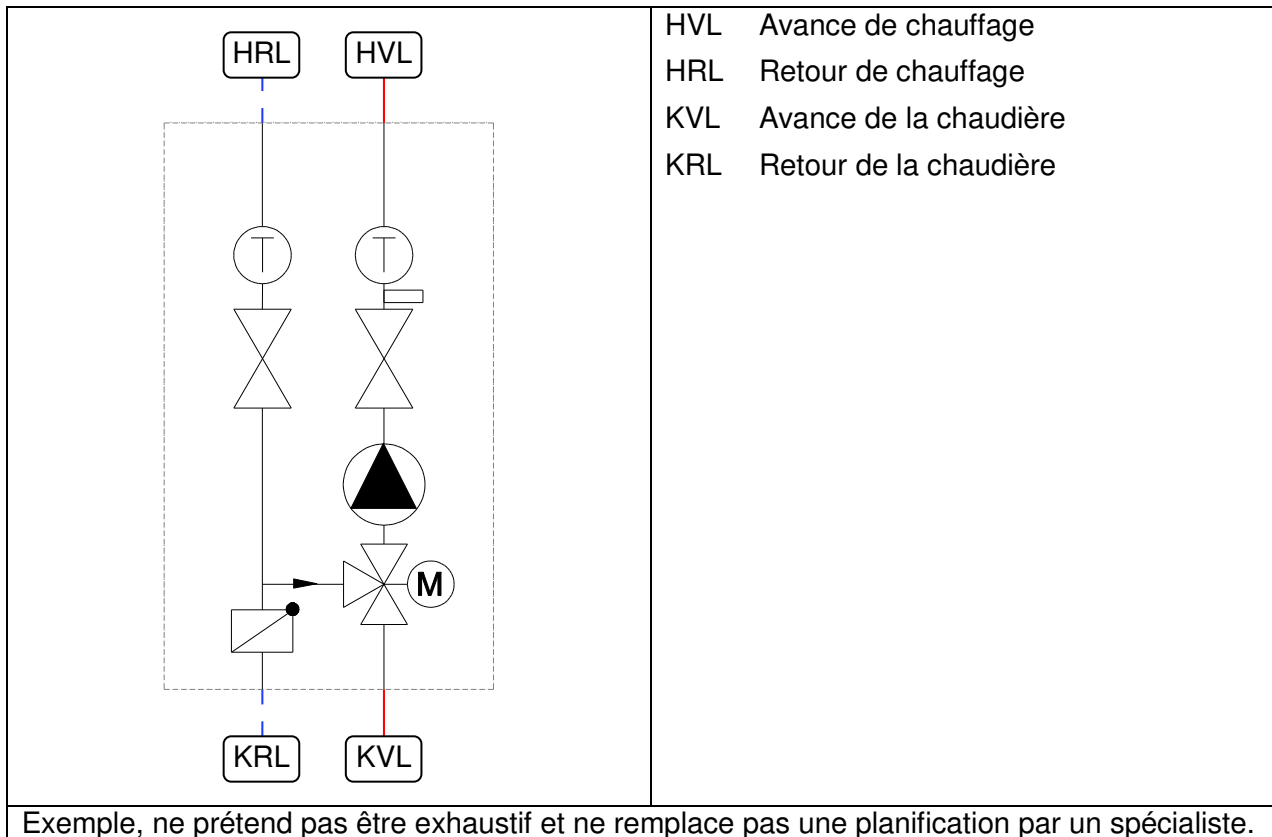 HRL HVL
T T
M
KRL KVL
HVL Avance de chauffage
HRL Retour de chauffage
KVL Avance de la chaudière
KRL Retour de la chaudière
Exemple, ne prétend pas être exhaustif et ne remplace pas une planification par un spécialiste.